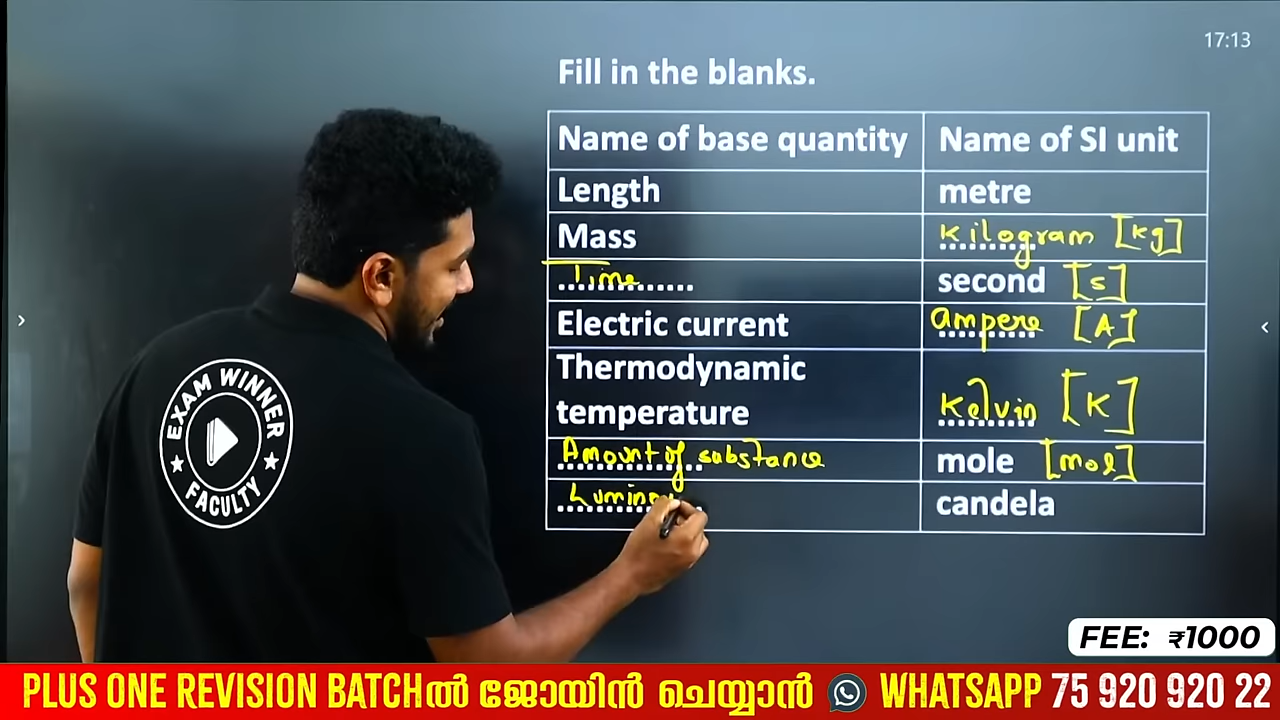 17:13
Fill in the blanks.
Name of base quantity Name of SI unit
Length metre
Mass Kilogram [kg]
Time second [s]
Electric current ampere [A]
Thermodynamic
temperature Kelvin [K]
Amount of substance [mol] mole
candela
EXAM WINNER
FACULTY
FEE: ₹1000
PLUS ONE REVISION BATCHൽ ജോയിൻ ചെയ്യാൻ WHATSAPP 75 920 920 22